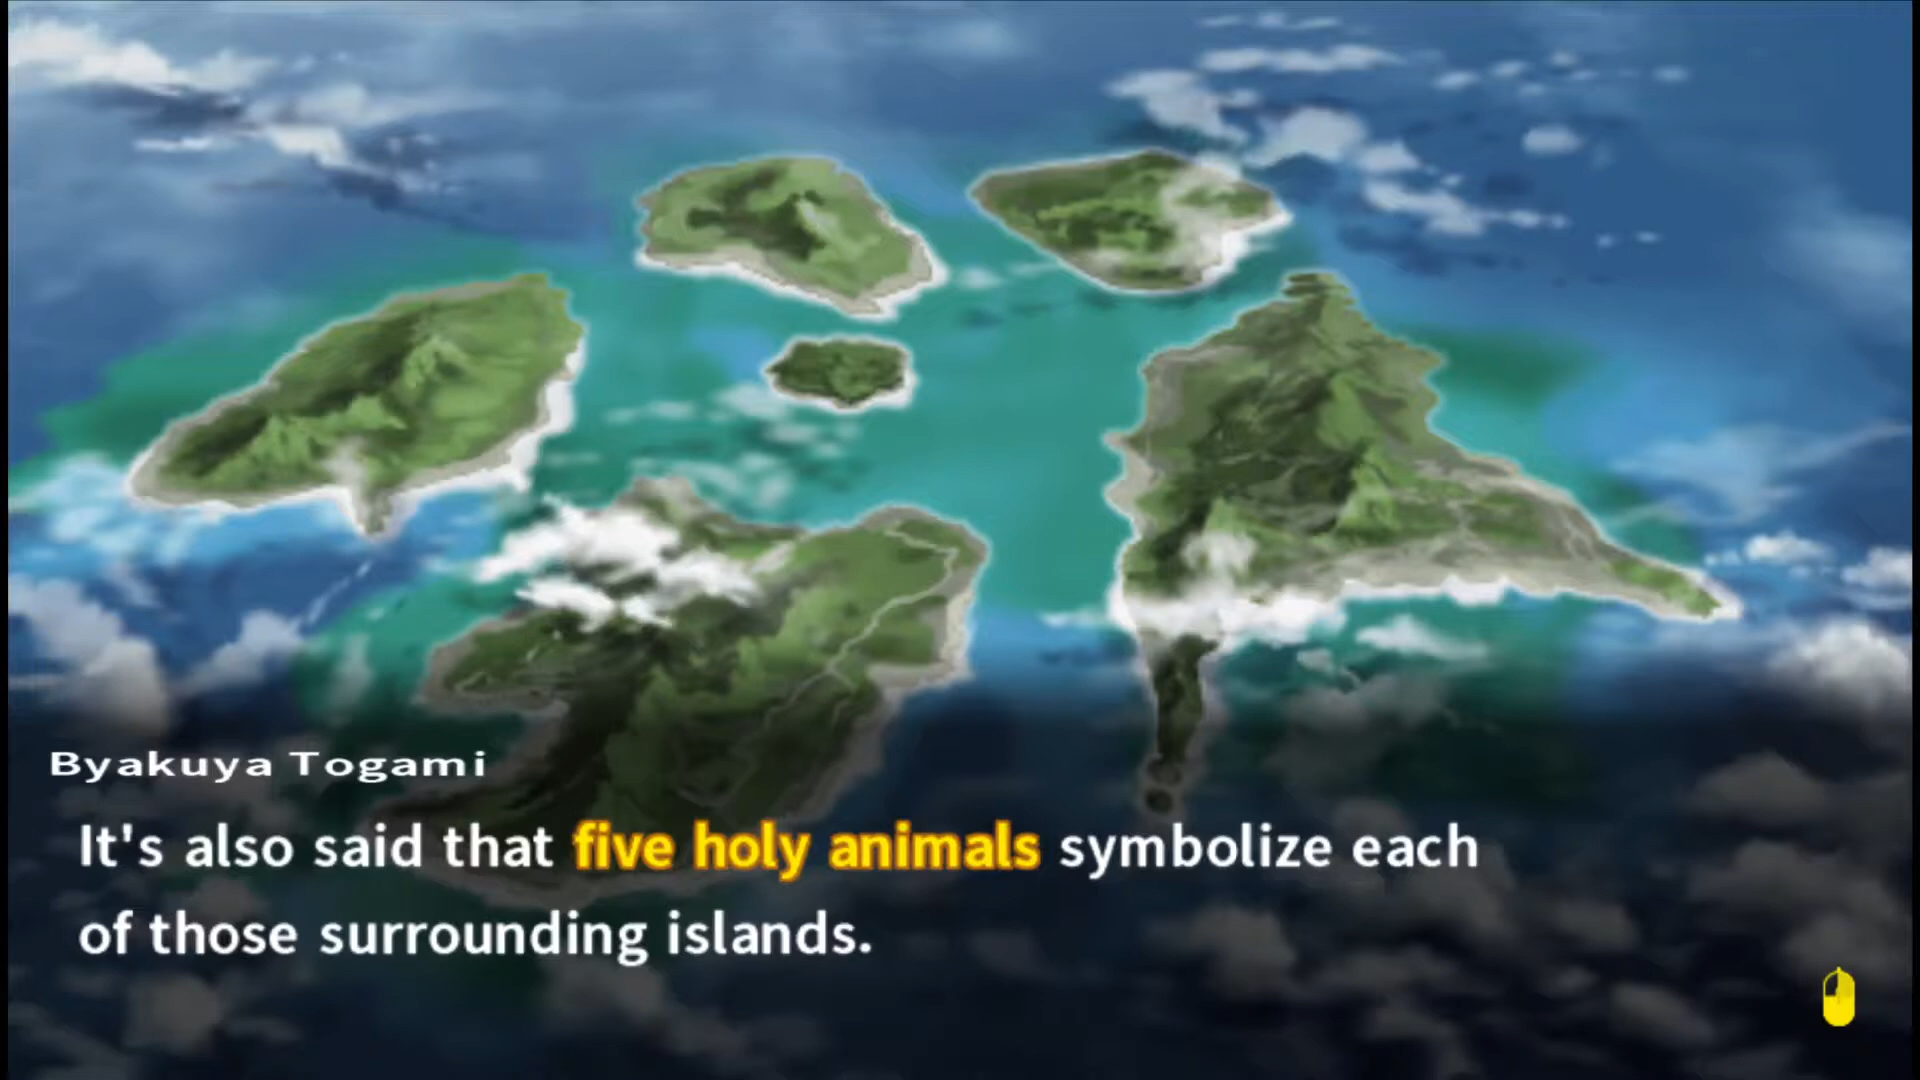 Byakuya Togami
It's also said that five holy animals symbolize each
of those surrounding islands.